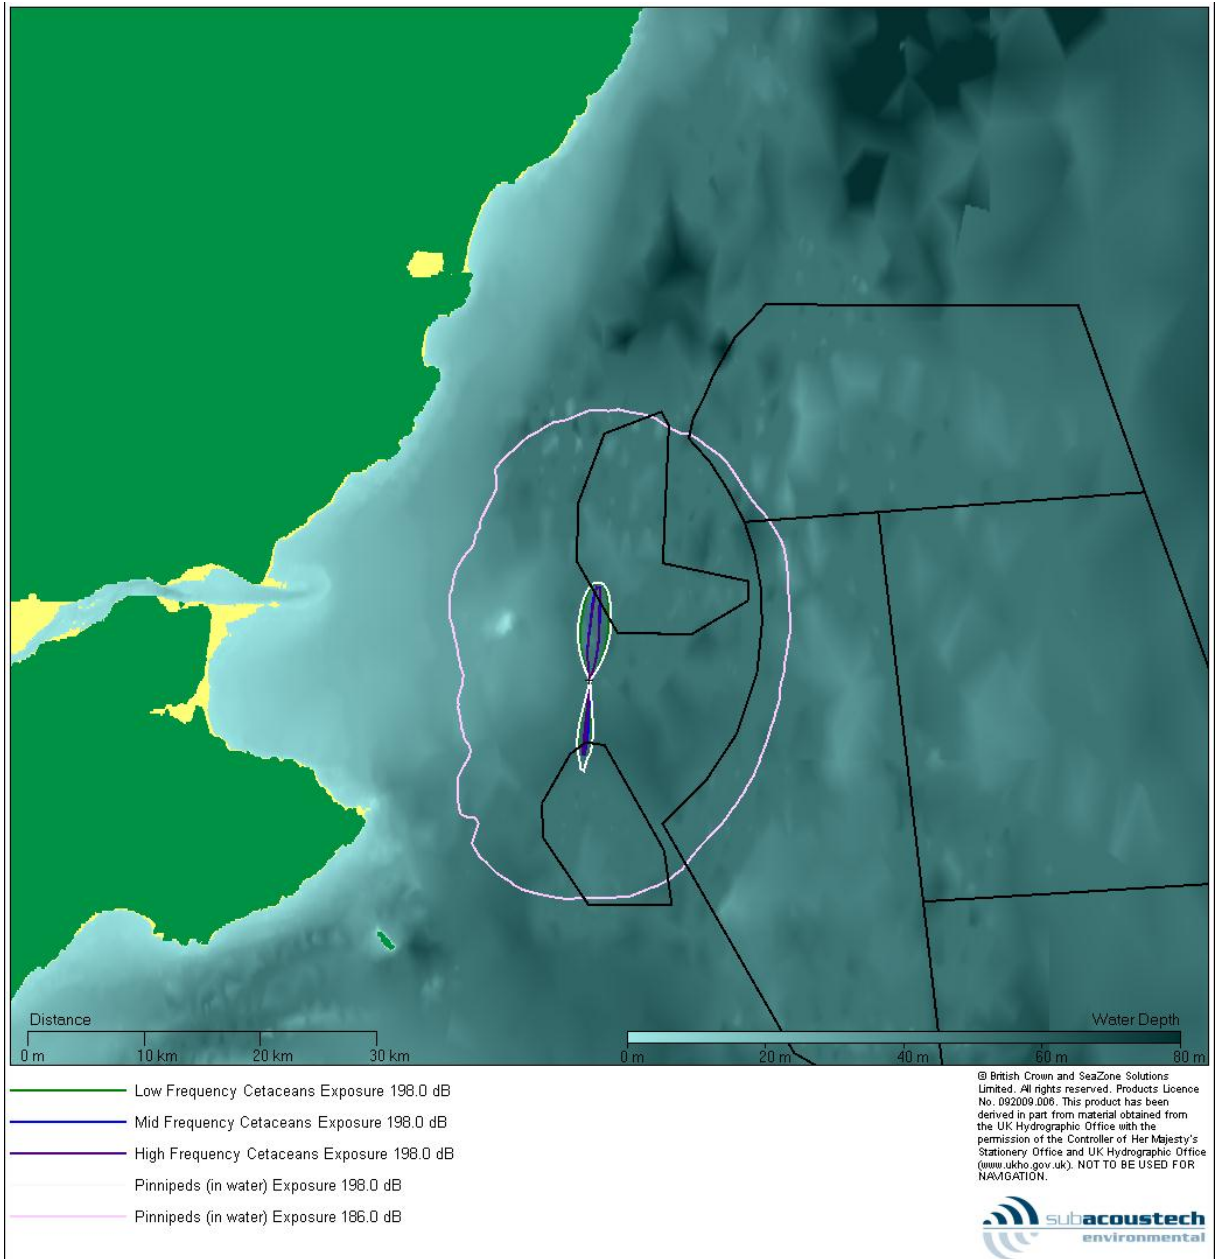 Distance
0 m 10 km 20 km 30 km
Water Depth
0 m 20 m 40 m 60 m 80 m
Low Frequency Cetaceans Exposure 198.0 dB
Mid Frequency Cetaceans Exposure 198.0 dB
High Frequency Cetaceans Exposure 198.0 dB
Pinnipeds (in water) Exposure 198.0 dB
Pinnipeds (in water) Exposure 186.0 dB
© British Crown and SeaZone Solutions
Limited. All rights reserved. Products Licence
No. 092009.006. This product has been
derived in part from material obtained from
the UK Hydrographic Office with the
permission of the Controller of Her Majesty's
Stationery Office and UK Hydrographic Office
(www.ukho.gov.uk). NOT TO BE USED FOR
NAVIGATION.
subacoustech
environmental